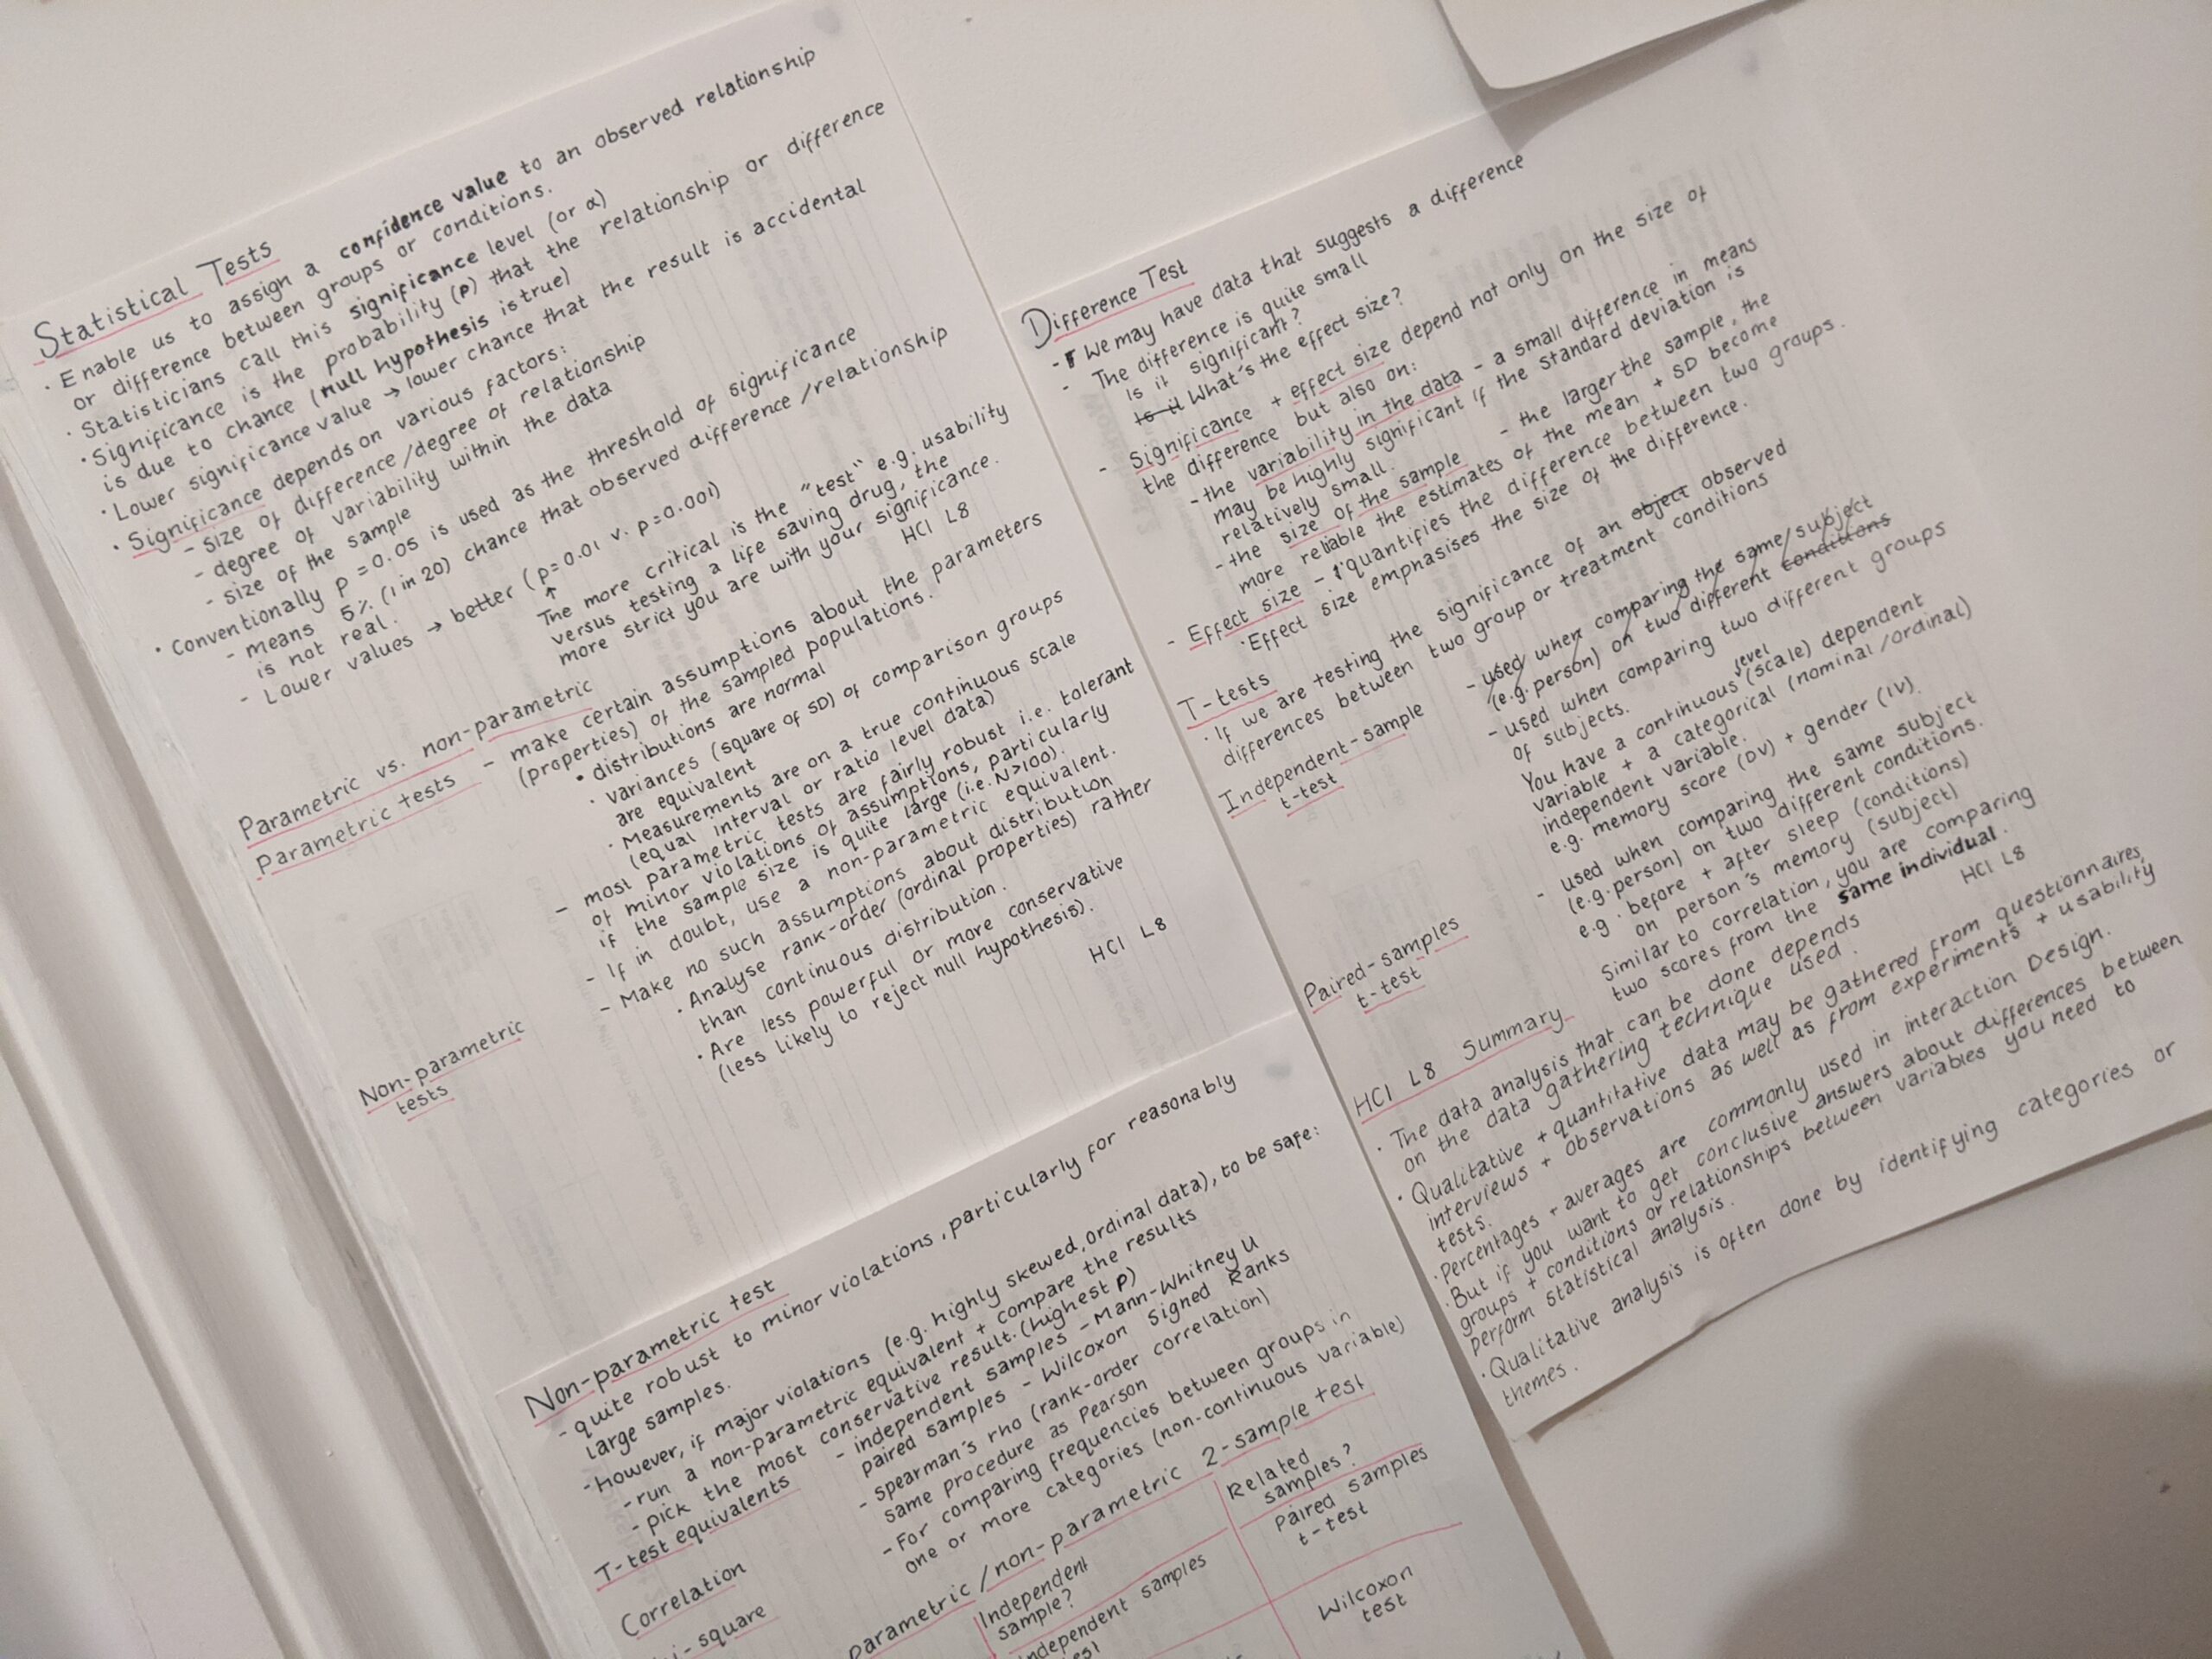 Statistical Tests
· Enable us to assign a confidence value to an observed relationship
or difference between groups or conditions.
· Statisticians call this significance level (or α)
· Significance is the probability (p) that the relationship or difference
is due to chance (null hypothesis is true)
· Lower significance value → lower chance that the result is accidental
· Significance depends on various factors:
- size of difference/degree of relationship
- degree of variability within the data
- size of the sample
· Conventionally p = 0.05 is used as the threshold of significance
- means 5% (1 in 20) chance that observed difference/relationship
is not real.
- Lower values → better (p=0.01 v. p=0.001)
↑
The more critical is the "test" e.g. usability
versus testing a life saving drug, the
more strict you are with your significance.
HCI L8
Parametric vs. non-parametric
Parametric tests - make certain assumptions about the parameters
(properties) of the sampled populations.
· distributions are normal
· Variances (square of SD) of comparison groups
are equivalent
· Measurements are on a true continuous scale
(equal interval or ratio level data)
- most parametric tests are fairly robust i.e. tolerant
of minor violations of assumptions, particularly
if the sample size is quite large (i.e. N>100).
- If in doubt, use a non-parametric equivalent.
Non-parametric
tests
- Make no such assumptions about distribution
· Analyse rank-order (ordinal properties) rather
than continuous distribution.
· Are less powerful or more conservative
(less likely to reject null hypothesis).
HCI L8
Non-parametric test
- quite robust to minor violations, particularly for reasonably
large samples.
- However, if major violations (e.g. highly skewed, ordinal data), to be safe:
- run a non-parametric equivalent + compare the results
- pick the most conservative result. (highest p)
T-test equivalents
- independent samples - Mann-Whitney U
paired samples - Wilcoxon Signed Ranks
Correlation
- Spearman's rho (rank-order correlation)
same procedure as Pearson
i-square
- For comparing frequencies between groups in
one or more categories (non-continuous variable)
parametric/non-parametric 2-sample test
Independent
sample?
Related
samples?
Independent samples
Paired samples
t-test
Wilcoxon
test
Difference Test
- We may have data that suggests a difference
- The difference is quite small
Is it significant?
Is it What's the effect size?
- Significance + effect size depend not only on the size of
the difference but also on:
- the variability in the data - a small difference in means
may be highly significant if the standard deviation is
relatively small.
- the size of the sample - the larger the sample, the
more reliable the estimates of the mean + SD become
- Effect size - quantifies the difference between two groups.
· Effect size emphasises the size of the difference.
T-tests
· If we are testing the significance of an object observed
differences between two group or treatment conditions
Independent-sample
t-test
- used when comparing the same subject
(e.g. person) on two different conditions
- used when comparing two different groups
of subjects.
You have a continuous level (scale) dependent
variable + a categorical (nominal/ordinal)
independent variable.
e.g. memory score (DV) + gender (IV).
Paired-samples
t-test
- used when comparing the same subject
(e.g. person) on two different conditions.
e.g. before + after sleep (conditions)
on person's memory (subject)
Similar to correlation, you are comparing
two scores from the same individual.
HCI L8
HCI L8 Summary
· The data analysis that can be done depends
on the data gathering technique used.
· Qualitative + quantitative data may be gathered from questionnaires,
interviews + observations as well as from experiments + usability
tests.
· Percentages + averages are commonly used in interaction Design.
· But if you want to get conclusive answers about differences between
groups + conditions or relationships between variables you need to
perform statistical analysis.
· Qualitative analysis is often done by identifying categories or
themes.